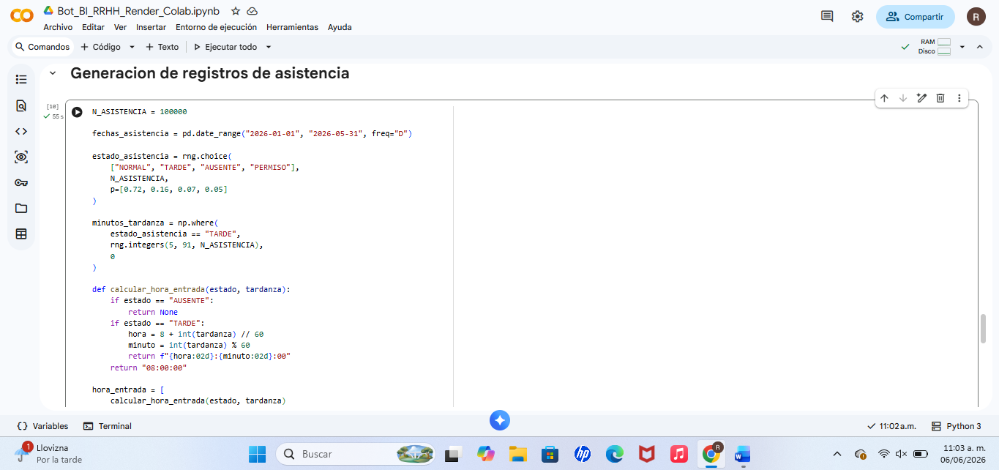 CO Bot_BI_RRHH_Render_Colab.ipynb
Archivo Editar Ver Insertar Entorno de ejecución Herramientas Ayuda
Compartir
R
Comandos + Código + Texto Ejecutar todo
RAM
Disco
Generacion de registros de asistencia
[10]
55 s
N_ASISTENCIA = 100000
fechas_asistencia = pd.date_range("2026-01-01", "2026-05-31", freq="D")
estado_asistencia = rng.choice(
["NORMAL", "TARDE", "AUSENTE", "PERMISO"],
N_ASISTENCIA,
p=[0.72, 0.16, 0.07, 0.05]
)
minutos_tardanza = np.where(
estado_asistencia == "TARDE",
rng.integers(5, 91, N_ASISTENCIA),
0
)
def calcular_hora_entrada(estado, tardanza):
if estado == "AUSENTE":
return None
if estado == "TARDE":
hora = 8 + int(tardanza) // 60
minuto = int(tardanza) % 60
return f"{hora:02d}:{minuto:02d}:00"
return "08:00:00"
hora_entrada = [
calcular_hora_entrada(estado, tardanza)
{} Variables Terminal
11:02 a.m. Python 3
1
Llovizna
Por la tarde
Buscar
hp
R
W
11:03 a. m.
06/06/2026